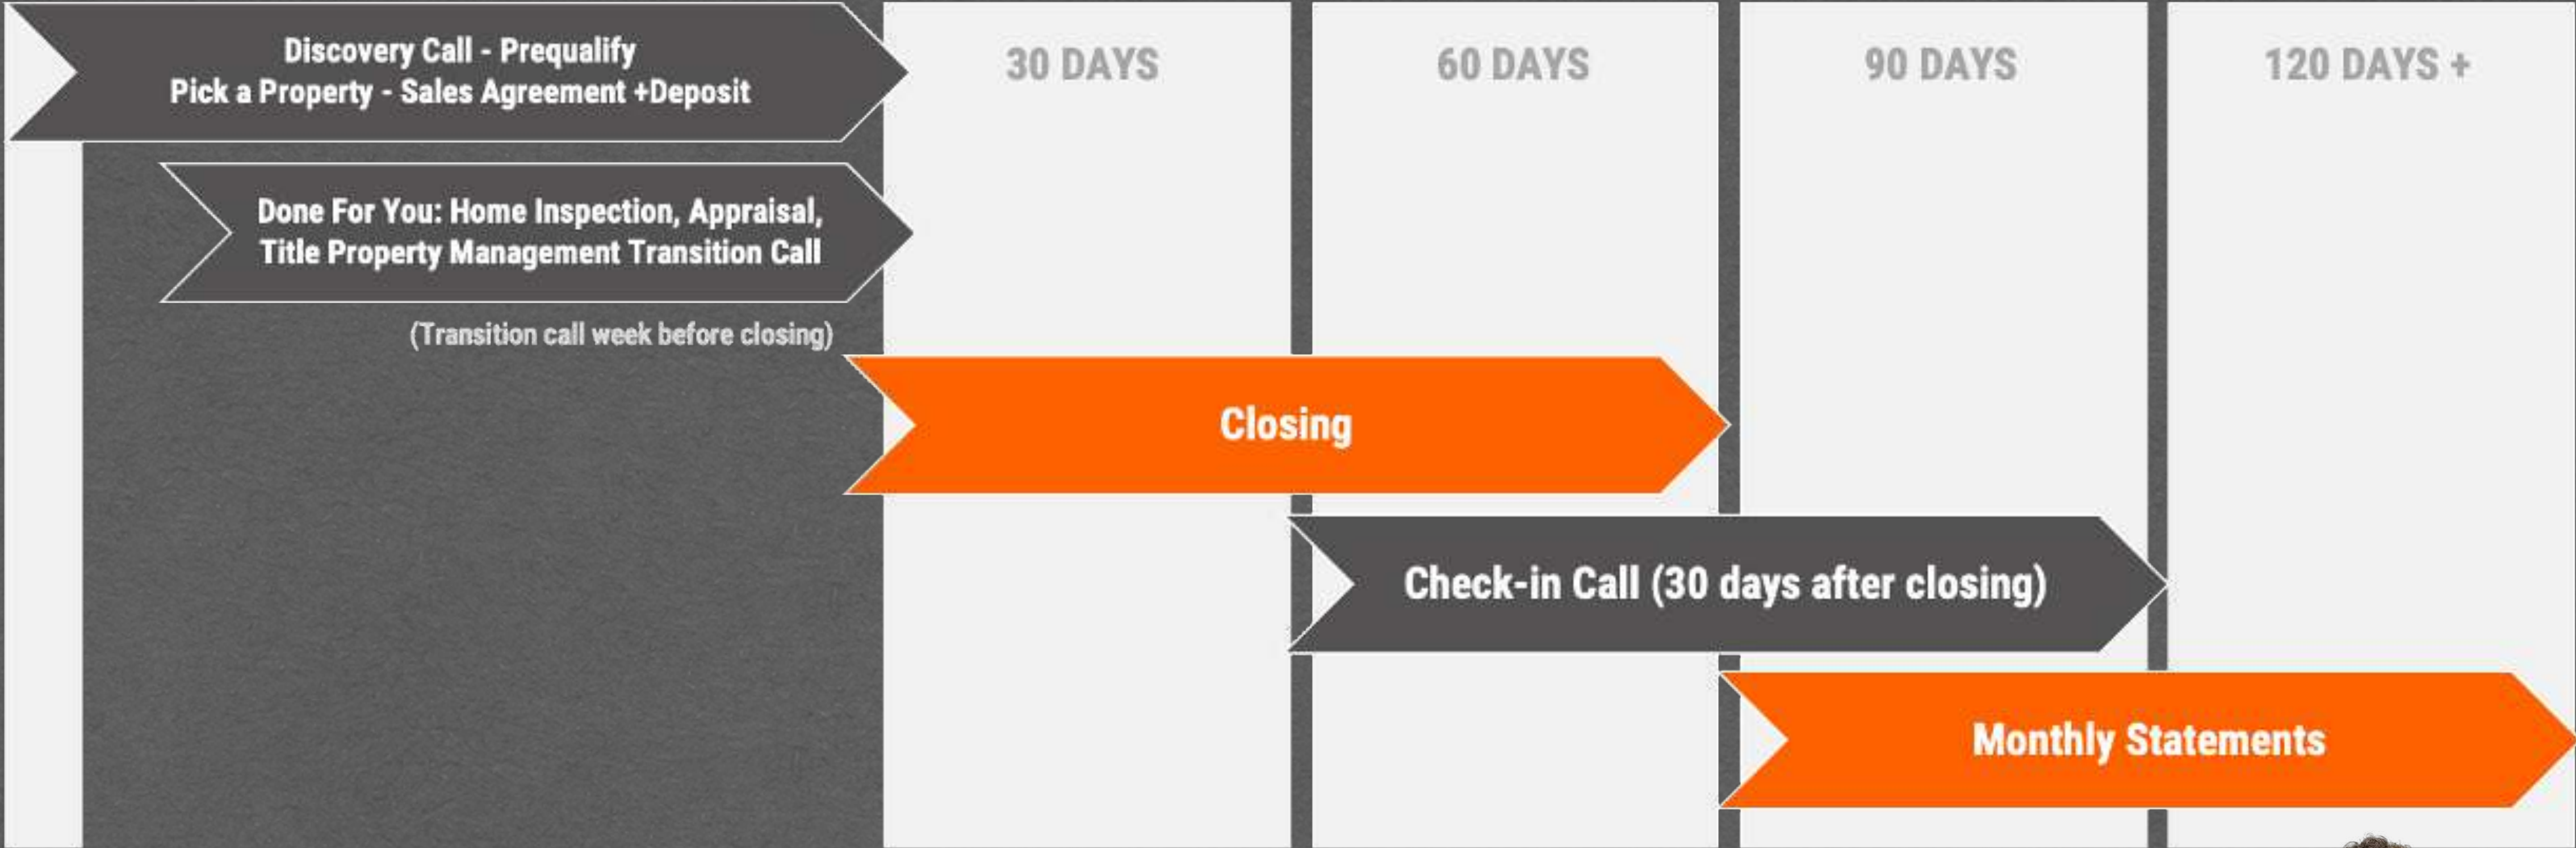 Discovery Call - Prequalify
Pick a Property - Sales Agreement +Deposit
30 DAYS
60 DAYS
90 DAYS
120 DAYS +
Done For You: Home Inspection, Appraisal,
Title Property Management Transition Call
(Transition call week before closing)
Closing
Check-in Call (30 days after closing)
Monthly Statements